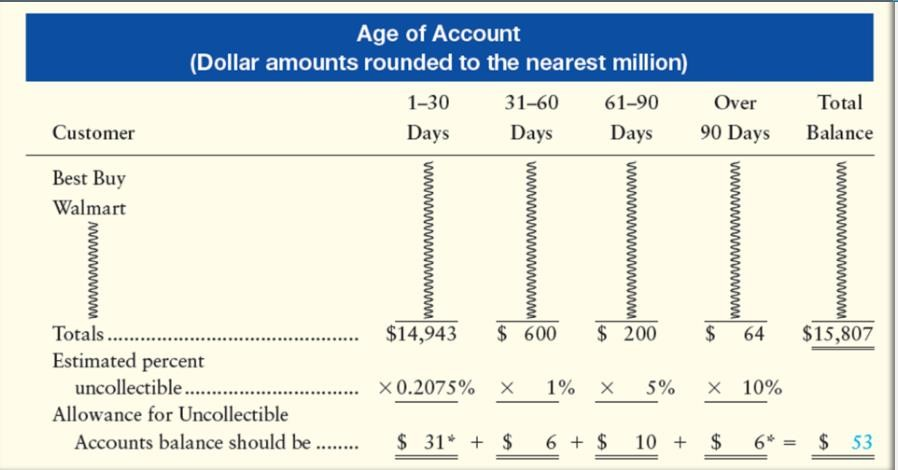 Age of Account
(Dollar amounts rounded to the nearest million)
1–30 31–60 61–90 Over Total
Customer Days Days Days 90 Days Balance
Best Buy
Walmart
Totals........................................... $14,943 $ 600 $ 200 $ 64 $15,807
Estimated percent
uncollectible............................. ×0.2075% × 1% × 5% × 10%
Allowance for Uncollectible
Accounts balance should be ........ $ 31* + $ 6 + $ 10 + $ 6* = $ 53